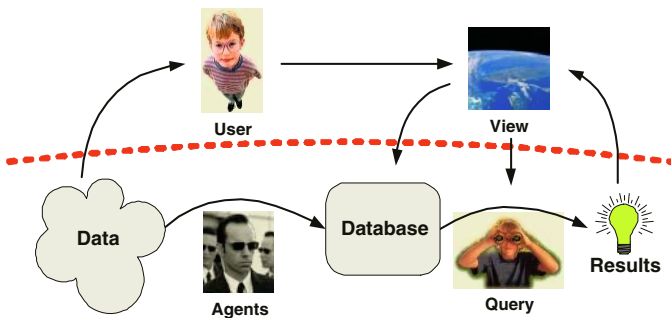 User
View
Data
Database
Agents
Query
Results